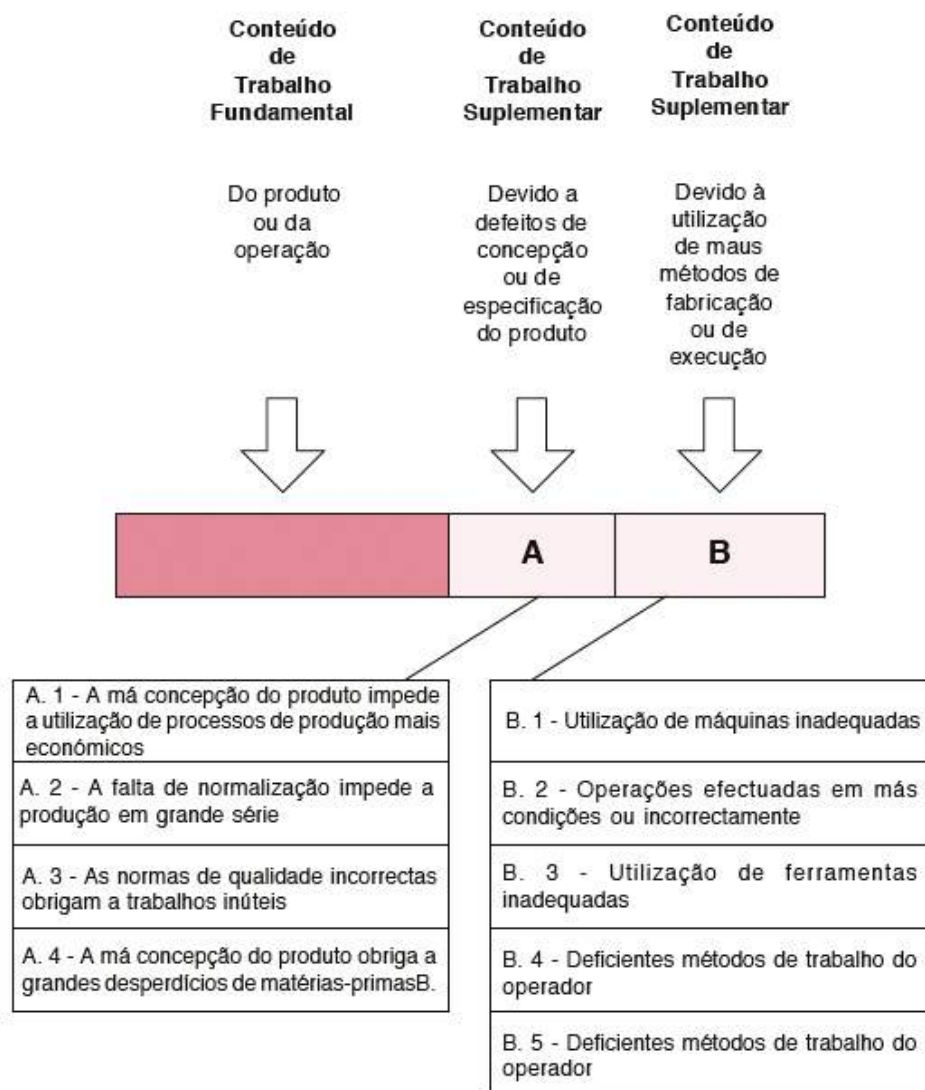 Conteúdo
de
Trabalho
Fundamental
Do produto
ou da
operação
Conteúdo
de
Trabalho
Suplementar
Devido a
defeitos de
concepção
ou de
especificação
do produto
Conteúdo
de
Trabalho
Suplementar
Devido à
utilização
de maus
métodos de
fabricação
ou de
execução
A
B
A. 1 - A má concepção do produto impede
a utilização de processos de produção mais
económicos
A. 2 - A falta de normalização impede a
produção em grande série
A. 3 - As normas de qualidade incorrectas
obrigam a trabalhos inúteis
A. 4 - A má concepção do produto obriga a
grandes desperdícios de matérias-primasB.
B. 1 - Utilização de máquinas inadequadas
B. 2 - Operações efectuadas em más
condições ou incorrectamente
B. 3 - Utilização de ferramentas
inadequadas
B. 4 - Deficientes métodos de trabalho do
operador
B. 5 - Deficientes métodos de trabalho do
operador